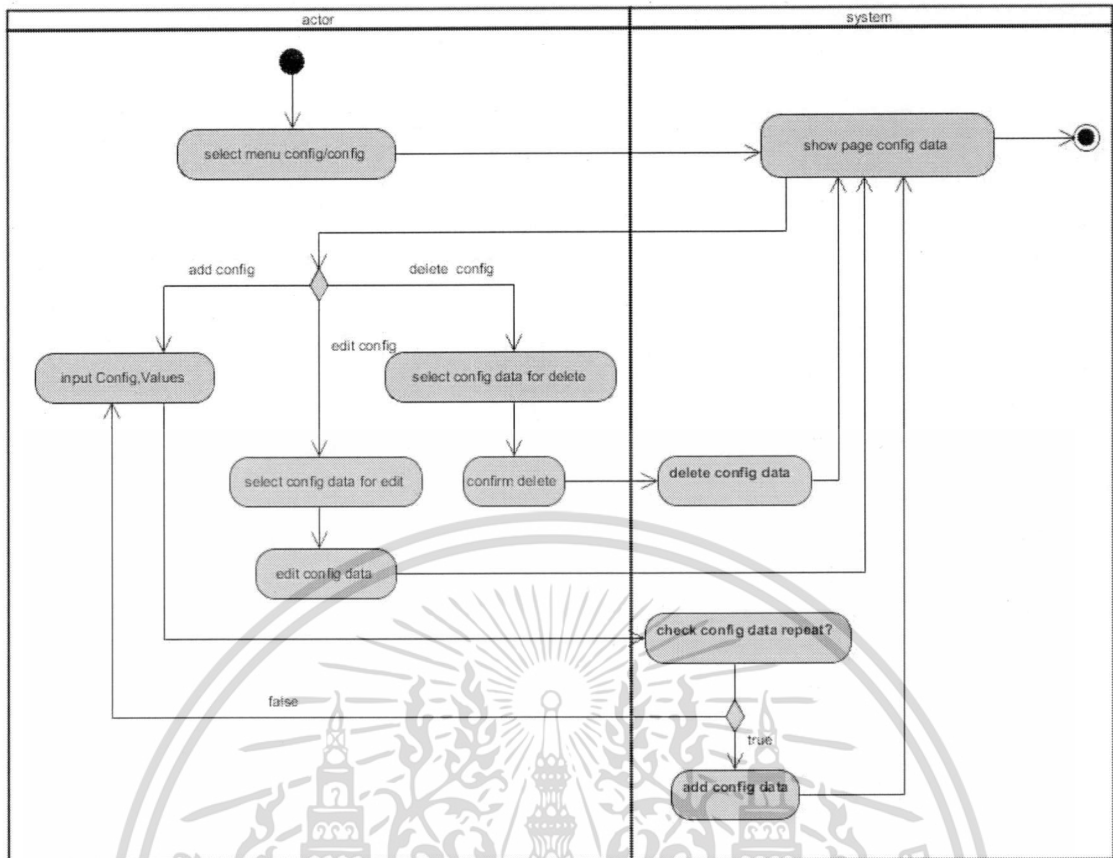 actor
system
select menu config/config
show page config data
add config
delete config
edit config
input Config,Values
select config data for delete
select config data for edit
confirm delete
delete config data
edit config data
check config data repeat?
false
true
add config data